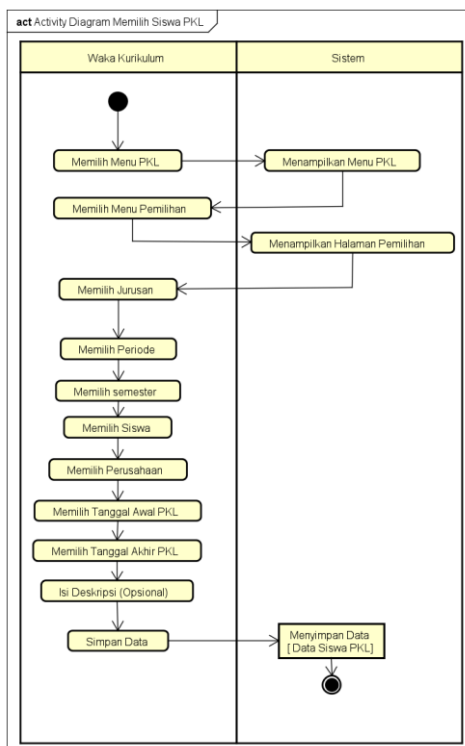 act Activity Diagram Memilih Siswa PKL
Waka Kurikulum
Sistem
Memilih Menu PKL
Menampilkan Menu PKL
Memilih Menu Pemilihan
Menampilkan Halaman Pemilihan
Memilih Jurusan
Memilih Periode
Memilih semester
Memilih Siswa
Memilih Perusahaan
Memilih Tanggal Awal PKL
Memilih Tanggal Akhir PKL
Isi Deskripsi (Opsional)
Simpan Data
Menyimpan Data
[ Data Siswa PKL]